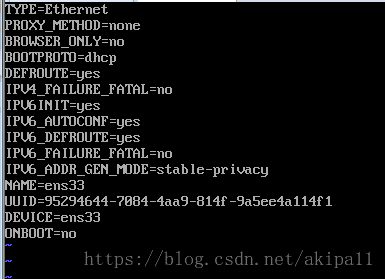 TYPE=Ethernet
PROXY_METHOD=none
BROWSER_ONLY=no
BOOTPROTO=dhcp
DEFROUTE=yes
IPV4_FAILURE_FATAL=no
IPV6INIT=yes
IPV6_AUTOCONF=yes
IPV6_DEFROUTE=yes
IPV6_FAILURE_FATAL=no
IPV6_ADDR_GEN_MODE=stable-privacy
NAME=ens33
UUID=95294644-7084-4aa9-814f-9a5ee4a114f1
DEVICE=ens33
ONBOOT=no
~
~
~
https://blog.csdn.net/akipa11